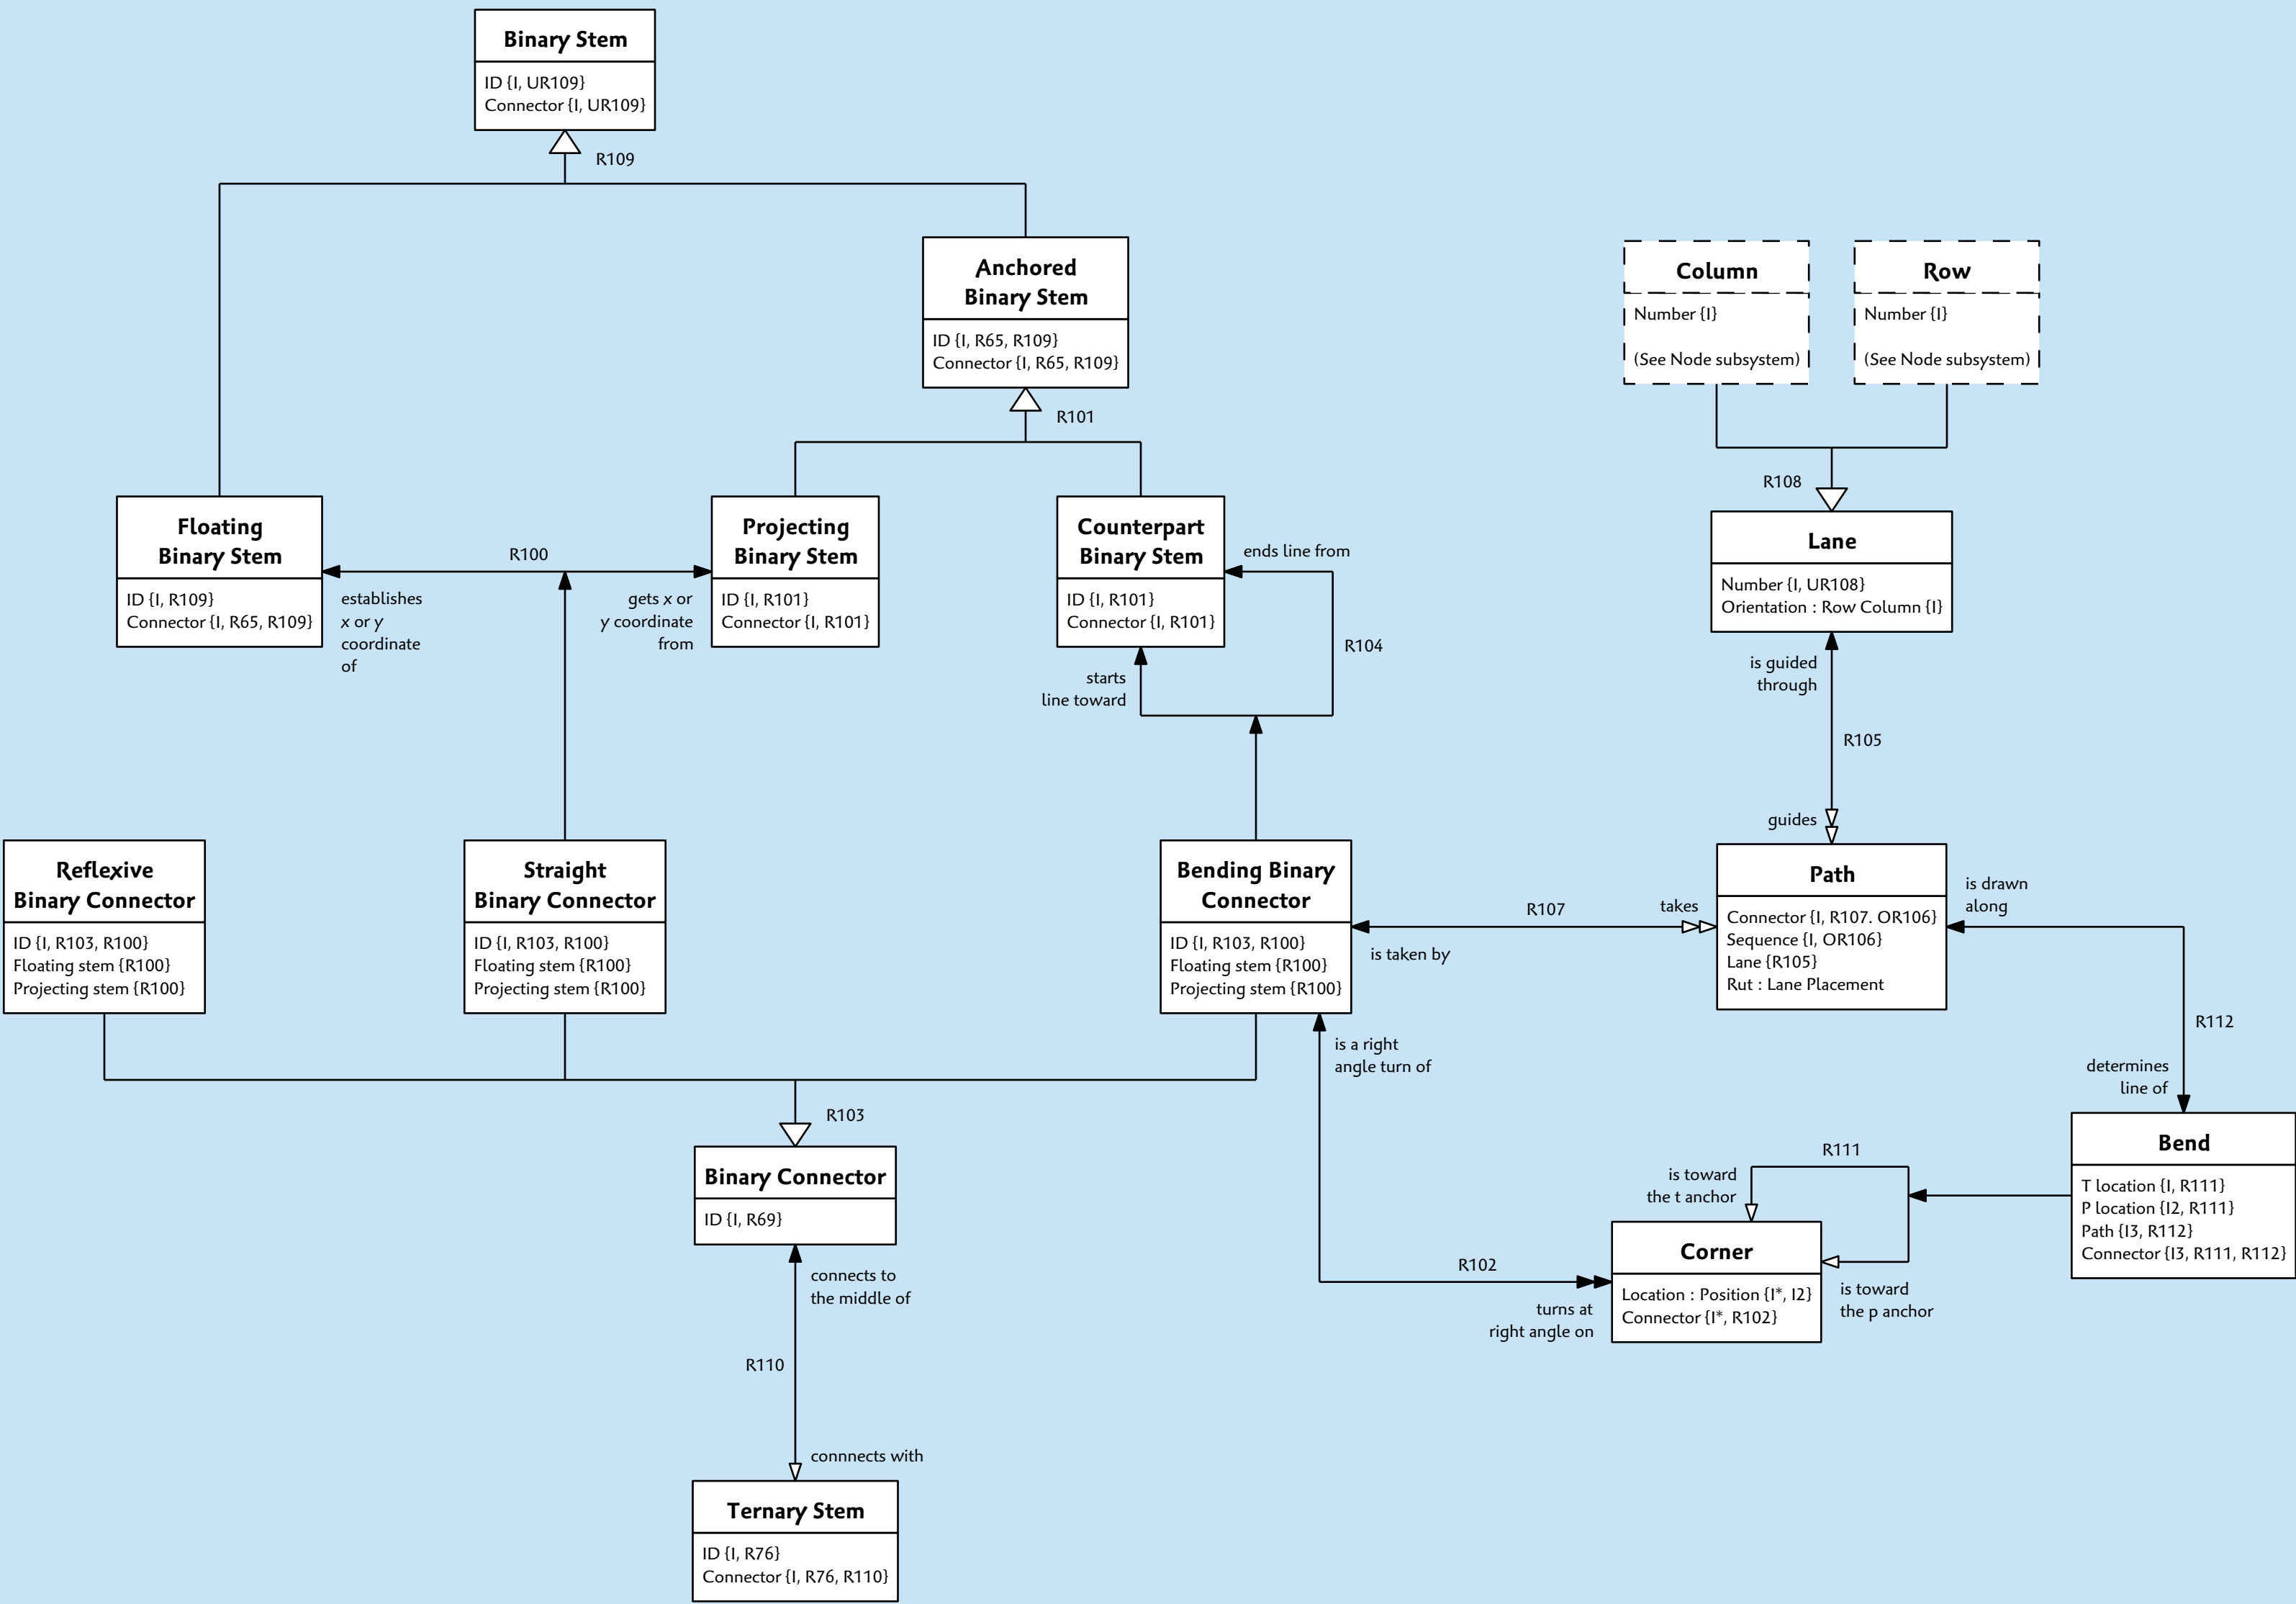 Binary Stem
ID {I, UR109}
Connector {I, UR109}
R109
Anchored
Binary Stem
ID {I, R65, R109}
Connector {I, R65, R109}
R101
Column
Number {I}
(See Node subsystem)
Row
Number {I}
(See Node subsystem)
R108
Floating
Binary Stem
ID {I, R109}
Connector {I, R65, R109}
R100
establishes
x or y
coordinate
of
gets x or
y coordinate
from
Projecting
Binary Stem
ID {I, R101}
Connector {I, R101}
Counterpart
Binary Stem
ID {I, R101}
Connector {I, R101}
ends line from
R104
starts
line toward
Lane
Number {I, UR108}
Orientation : Row Column {I}
is guided
through
R105
guides
Reflexive
Binary Connector
ID {I, R103, R100}
Floating stem {R100}
Projecting stem {R100}
Straight
Binary Connector
ID {I, R103, R100}
Floating stem {R100}
Projecting stem {R100}
Bending Binary
Connector
ID {I, R103, R100}
Floating stem {R100}
Projecting stem {R100}
R107
takes
is taken by
Path
Connector {I, R107. OR106}
Sequence {I, OR106}
Lane {R105}
Rut : Lane Placement
is drawn
along
R112
determines
line of
is a right
angle turn of
R103
Binary Connector
ID {I, R69}
connects to
the middle of
R110
connnects with
Ternary Stem
ID {I, R76}
Connector {I, R76, R110}
R102
turns at
right angle on
R111
is toward
the t anchor
Corner
Location : Position {I*, I2}
Connector {I*, R102}
is toward
the p anchor
Bend
T location {I, R111}
P location {I2, R111}
Path {I3, R112}
Connector {I3, R111, R112}